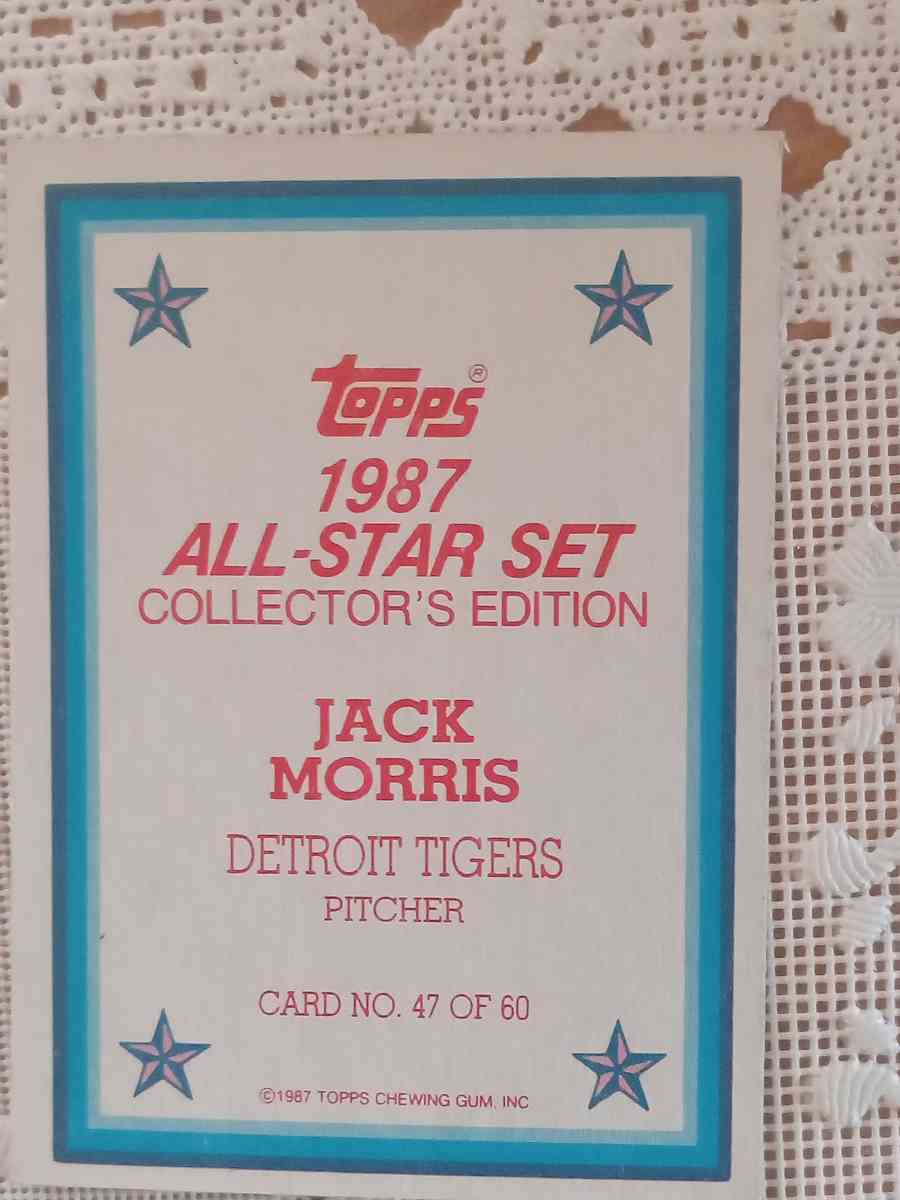 Topps®
1987
ALL-STAR SET
COLLECTOR'S EDITION
JACK
MORRIS
DETROIT TIGERS
PITCHER
CARD NO. 47 OF 60
©1987 TOPPS CHEWING GUM, INC